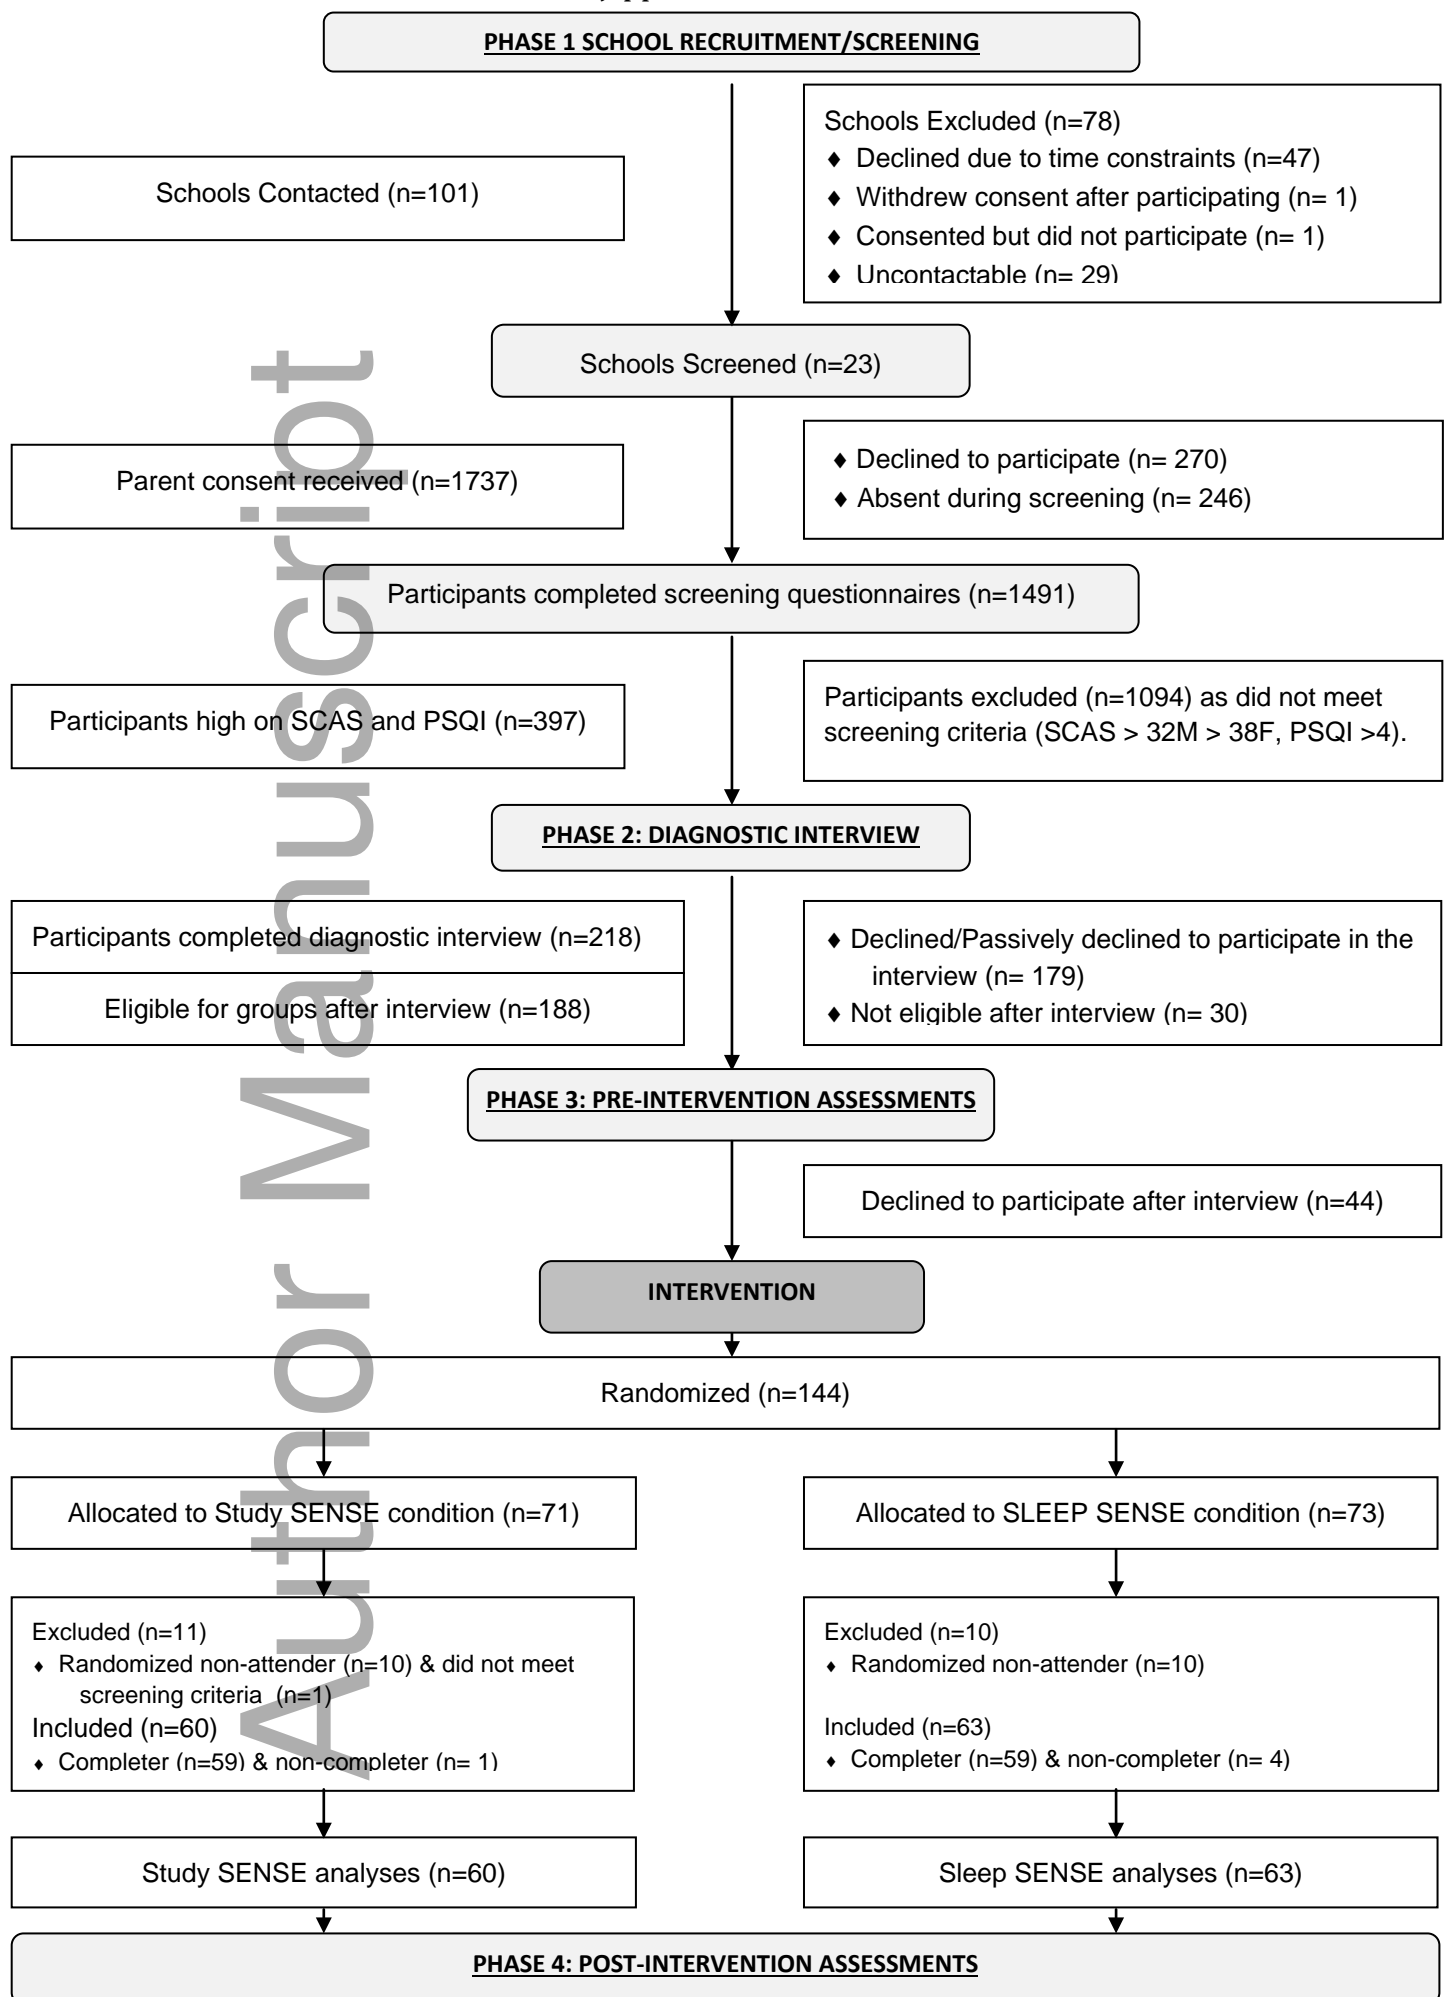 PHASE 1 SCHOOL RECRUITMENT/SCREENING
Schools Contacted (n=101)
Schools Excluded (n=78)
♦ Declined due to time constraints (n=47)
♦ Withdrew consent after participating (n= 1)
♦ Consented but did not participate (n= 1)
♦ Uncontactable (n= 29)
Schools Screened (n=23)
Parent consent received (n=1737)
♦ Declined to participate (n= 270)
♦ Absent during screening (n= 246)
Participants completed screening questionnaires (n=1491)
Participants high on SCAS and PSQI (n=397)
Participants excluded (n=1094) as did not meet
screening criteria (SCAS > 32M > 38F, PSQI >4).
PHASE 2: DIAGNOSTIC INTERVIEW
Participants completed diagnostic interview (n=218)
Eligible for groups after interview (n=188)
♦ Declined/Passively declined to participate in the
interview (n= 179)
♦ Not eligible after interview (n= 30)
PHASE 3: PRE-INTERVENTION ASSESSMENTS
Declined to participate after interview (n=44)
INTERVENTION
Randomized (n=144)
Allocated to Study SENSE condition (n=71)
Allocated to SLEEP SENSE condition (n=73)
Excluded (n=11)
♦ Randomized non-attender (n=10) & did not meet
screening criteria (n=1)
Included (n=60)
♦ Completer (n=59) & non-completer (n= 1)
Excluded (n=10)
♦ Randomized non-attender (n=10)
Included (n=63)
♦ Completer (n=59) & non-completer (n= 4)
Study SENSE analyses (n=60)
Sleep SENSE analyses (n=63)
PHASE 4: POST-INTERVENTION ASSESSMENTS
Author Manuscript